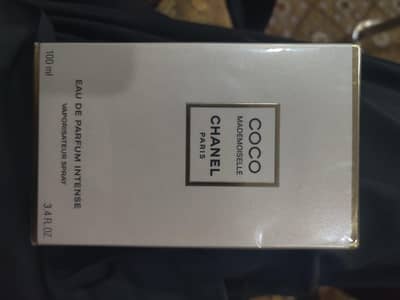 COCO
MADEMOISELLE
CHANEL
PARIS
EAU DE PARFUM INTENSE
VAPORISATEUR SPRAY
100 ml
3.4 FL. OZ.